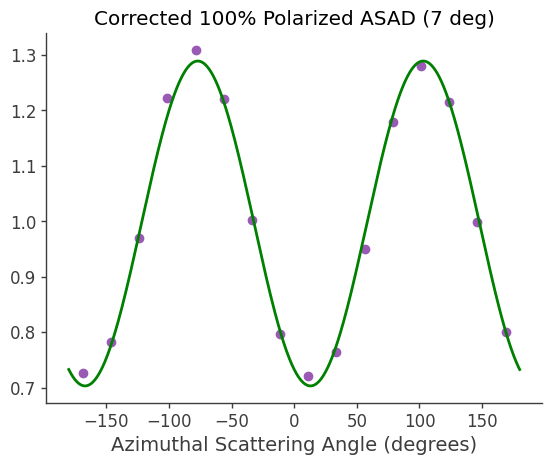 Corrected 100% Polarized ASAD (7 deg)
1.3
1.2
1.1
1.0
0.9
0.8
0.7
−150 −100 −50 0 50 100 150
Azimuthal Scattering Angle (degrees)